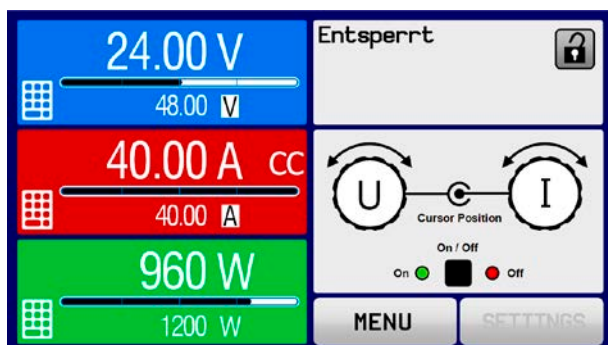 24.00 V
48.00 V
40.00 A CC
40.00 A
960 W
1200 W
Entsperrt
U I
Cursor Position
On / Off
On Off
MENU SETTINGS